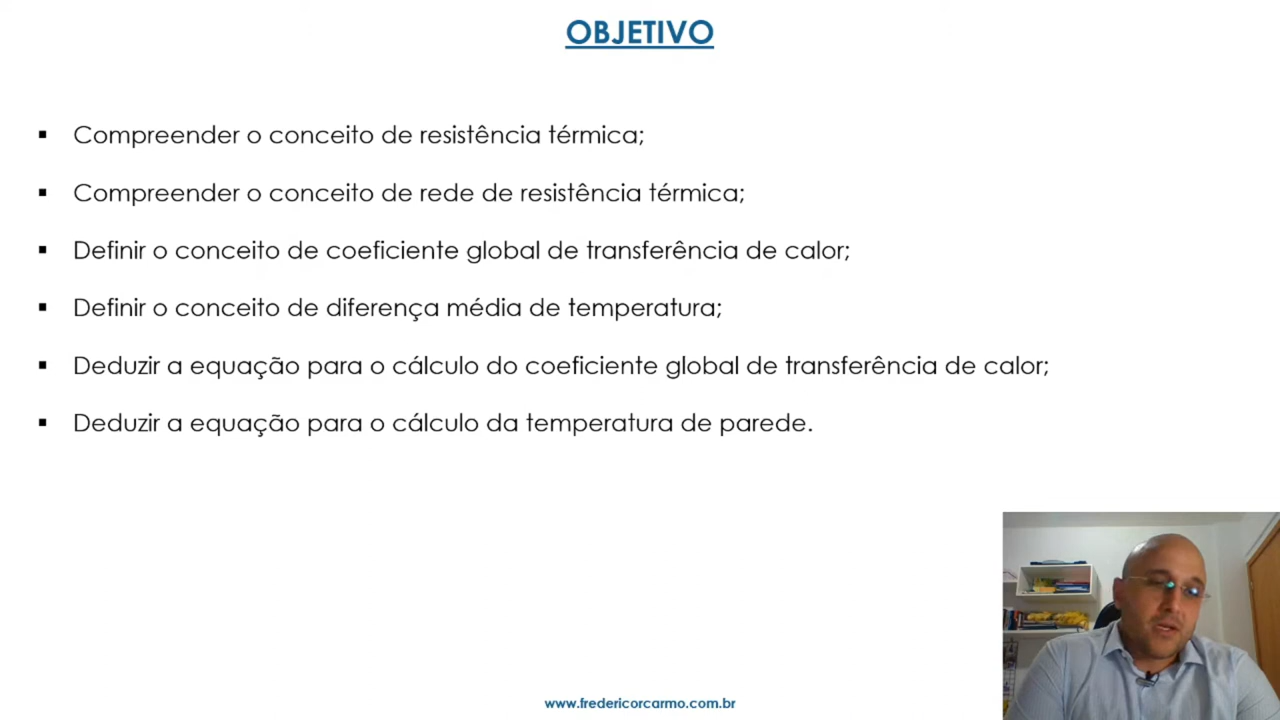 OBJETIVO
Compreender o conceito de resistência térmica;
Compreender o conceito de rede de resistência térmica;
Definir o conceito de coeficiente global de transferência de calor;
Definir o conceito de diferença média de temperatura;
Deduzir a equação para o cálculo do coeficiente global de transferência de calor;
Deduzir a equação para o cálculo da temperatura de parede.
www.fredericorcarmo.com.br